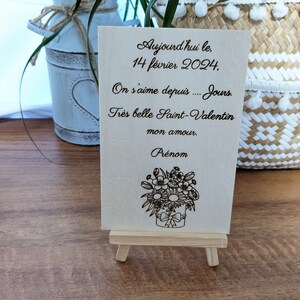 Aujourd'hui le,
14 février 2024,
On s'aime depuis .... Jours.
Très belle Saint-Valentin
mon amour.
Prénom